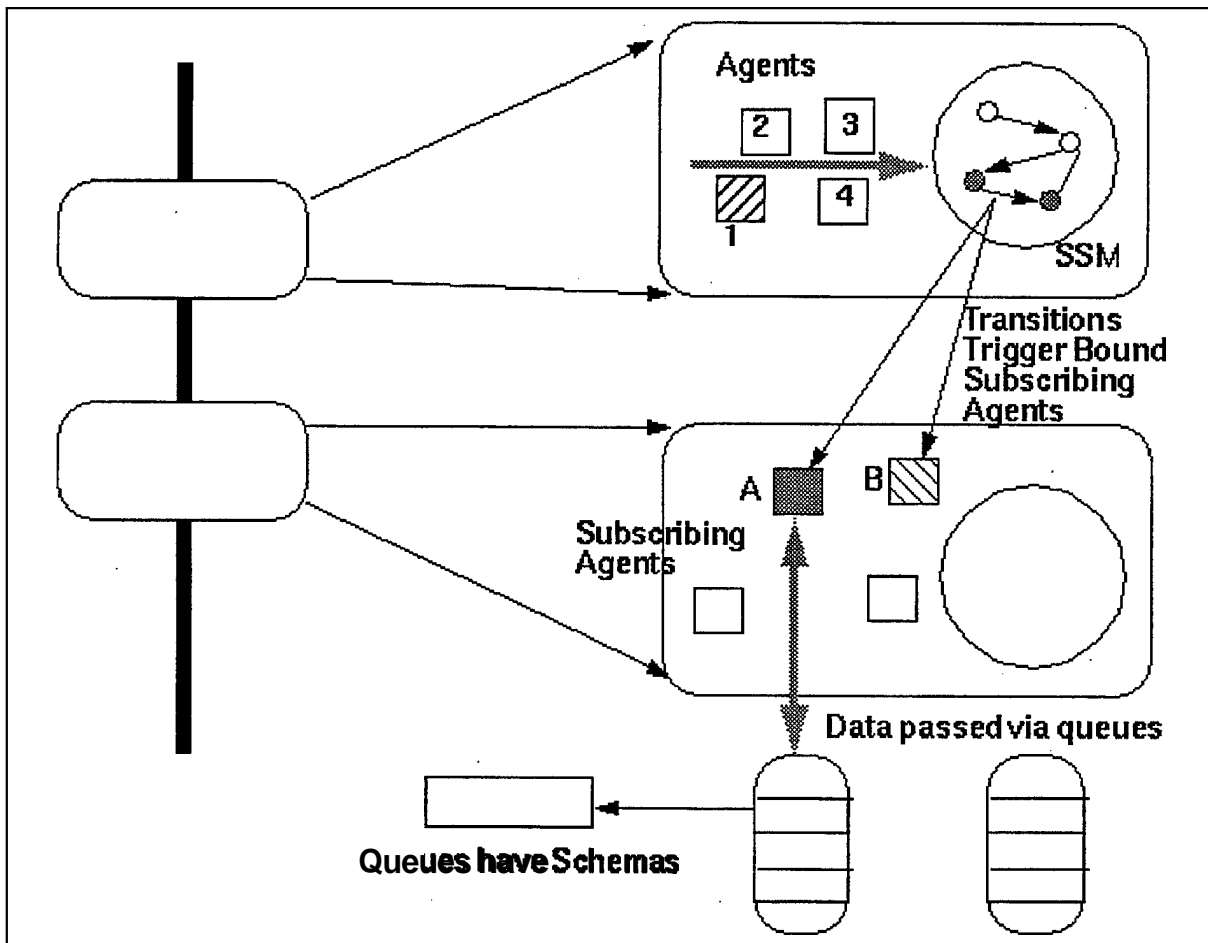 Agents
2
3
1
4
SSM
Transitions
Trigger Bound
Subscribing
Agents
A
B
Subscribing
Agents
Data passed via queues
Queues have Schemas